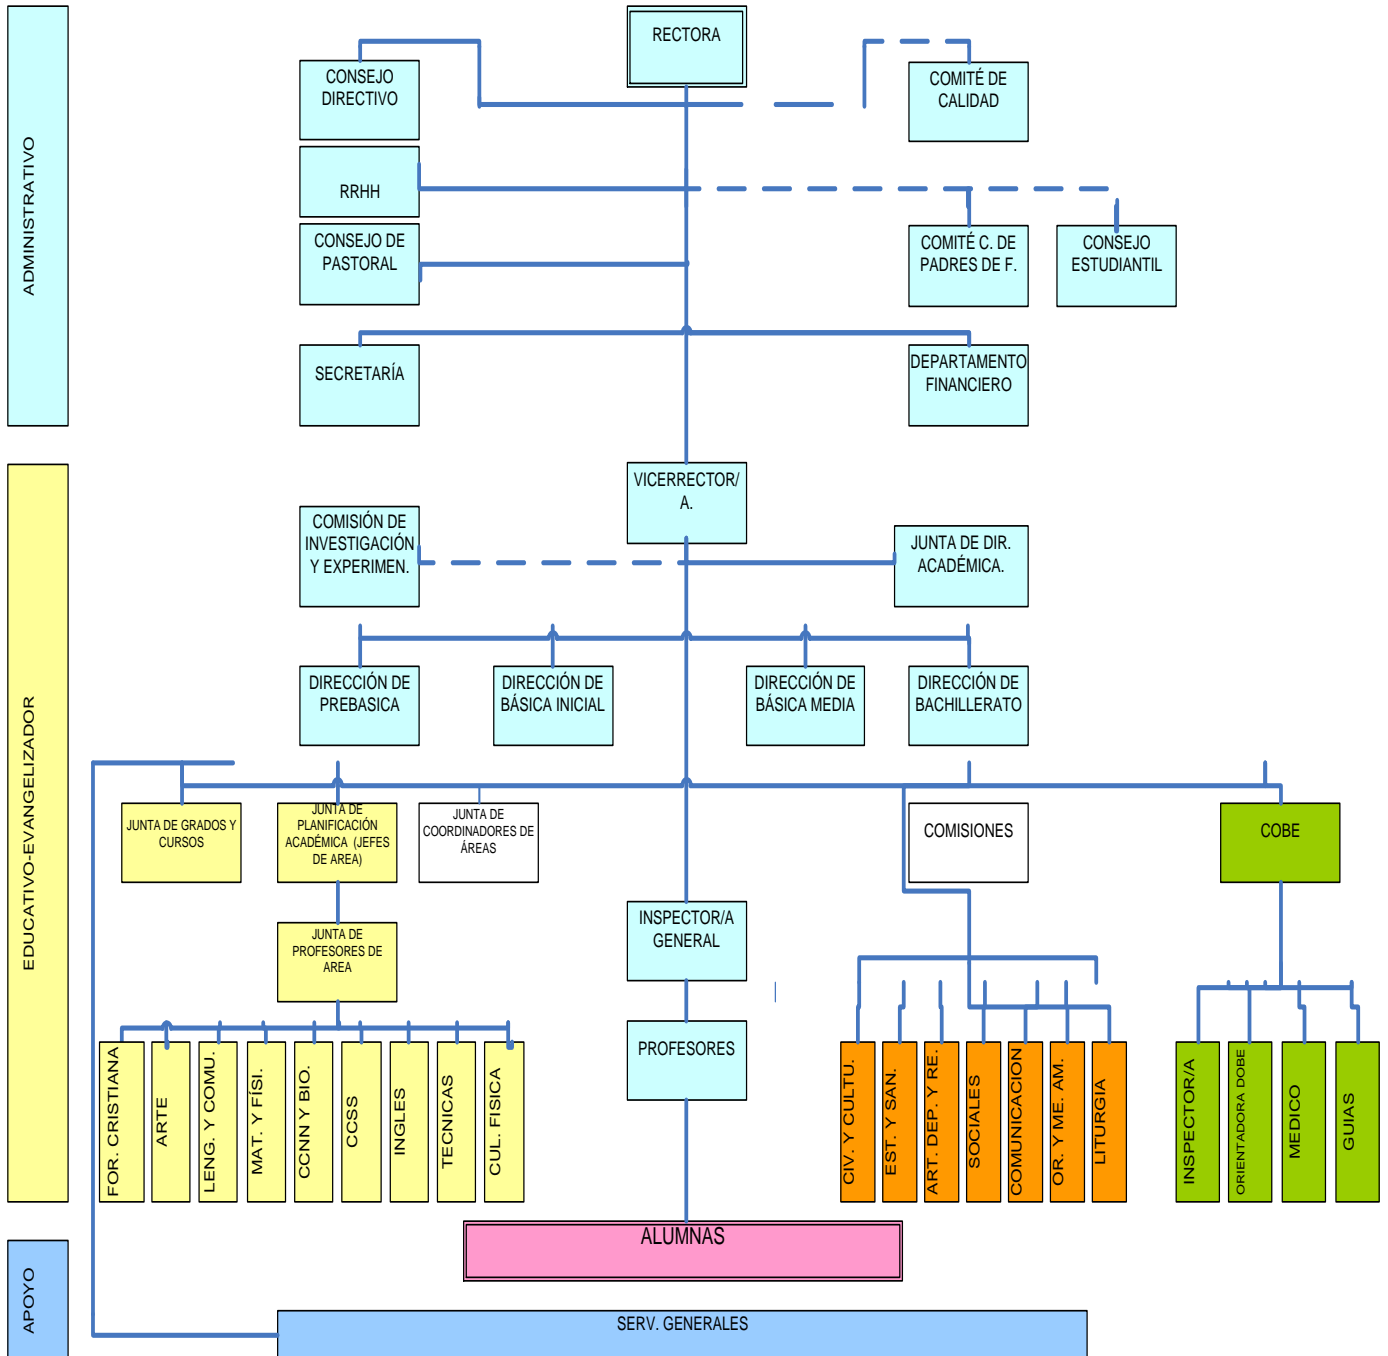 ADMINISTRATIVO
RECTORA
CONSEJO
DIRECTIVO
COMITÉ DE
CALIDAD
RRHH
CONSEJO DE
PASTORAL
COMITÉ C. DE
PADRES DE F.
CONSEJO
ESTUDIANTIL
SECRETARÍA
DEPARTAMENTO
FINANCIERO
EDUCATIVO-EVANGELIZADOR
VICERRECTOR/
A.
COMISIÓN DE
INVESTIGACIÓN
Y EXPERIMEN.
JUNTA DE DIR.
ACADÉMICA.
DIRECCIÓN DE
PREBASICA
DIRECCIÓN DE
BÁSICA INICIAL
DIRECCIÓN DE
BÁSICA MEDIA
DIRECCIÓN DE
BACHILLERATO
JUNTA DE GRADOS Y
CURSOS
JUNTA DE
PLANIFICACIÓN
ACADÉMICA (JEFES
DE AREA)
JUNTA DE
COORDINADORES DE
ÁREAS
COMISIONES
COBE
JUNTA DE
PROFESORES DE
AREA
INSPECTOR/A
GENERAL
PROFESORES
FOR. CRISTIANA
ARTE
LENG. Y COMU.
MAT. Y FÍSI.
CCNN Y BIO.
CCSS
INGLES
TECNICAS
CUL. FISICA
CIV. Y CULTU.
EST. Y SAN.
ART. DEP. Y RE.
SOCIALES
COMUNICACION
OR. Y ME. AM.
LITURGIA
INSPECTOR/A
ORIENTADORA DOBE
MEDICO
GUIAS
ALUMNAS
APOYO
SERV. GENERALES